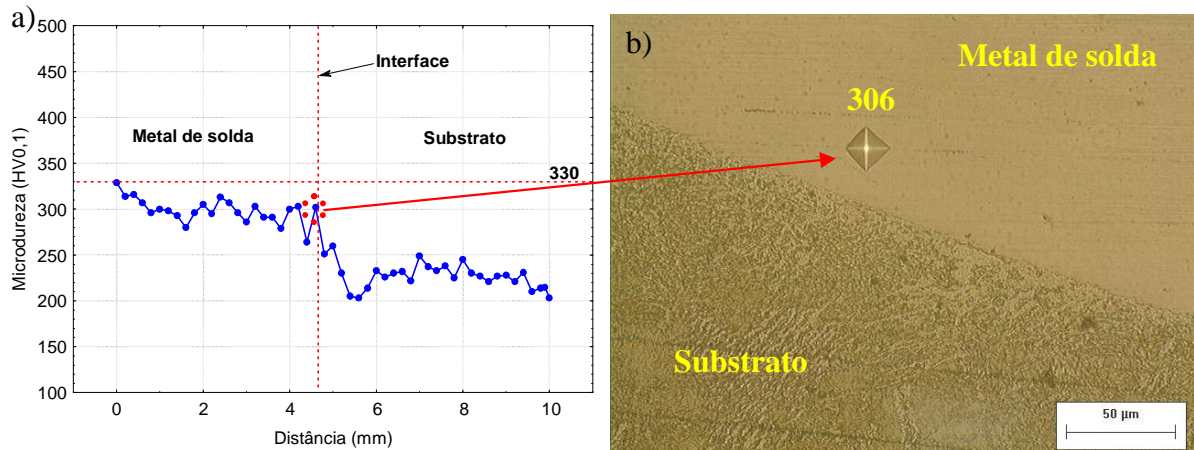 a)
500
450
400
350
300
250
200
150
100
Microdureza (HV0,1)
Interface
Metal de solda
Substrato
330
0
2
4
6
8
10
Distância (mm)
b)
Metal de solda
306
Substrato
50 µm